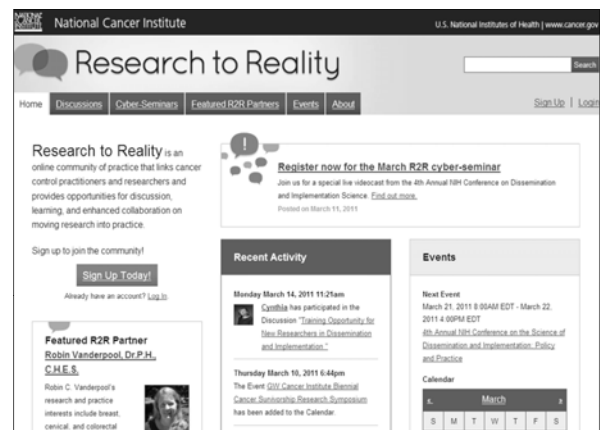 NATIONAL CANCER INSTITUTE
National Cancer Institute
U.S. National Institutes of Health | www.cancer.gov
Research to Reality
Search
Home
Discussions
Cyber-Seminars
Featured R2R Partners
Events
About
Sign Up | Login
Research to Reality is an
online community of practice that links cancer
control practitioners and researchers and
provides opportunities for discussion,
learning, and enhanced collaboration on
moving research into practice.
Sign up to join the community!
Sign Up Today!
Already have an account? Log In.
Featured R2R Partner
Robin Vanderpool, Dr.P.H.,
C.H.E.S.
Robin C. Vanderpool's
research and practice
interests include breast,
cervical, and colorectal
!
Register now for the March R2R cyber-seminar
Join us for a special live videocast from the 4th Annual NIH Conference on Dissemination
and Implementation Science. Find out more.
Posted on March 11, 2011
Recent Activity
Monday March 14, 2011 11:21am
Cynthia has participated in the
Discussion "Training Opportunity for
New Researchers in Dissemination
and Implementation."
Thursday March 10, 2011 6:44pm
The Event GW Cancer Institute Biennial
Cancer Survivorship Research Symposium
has been added to the Calendar.
Events
Next Event
March 21, 2011 8:00AM EDT - March 22,
2011 4:00PM EDT
4th Annual NIH Conference on the Science of
Dissemination and Implementation: Policy
and Practice
Calendar
« March »
S M T W T F S